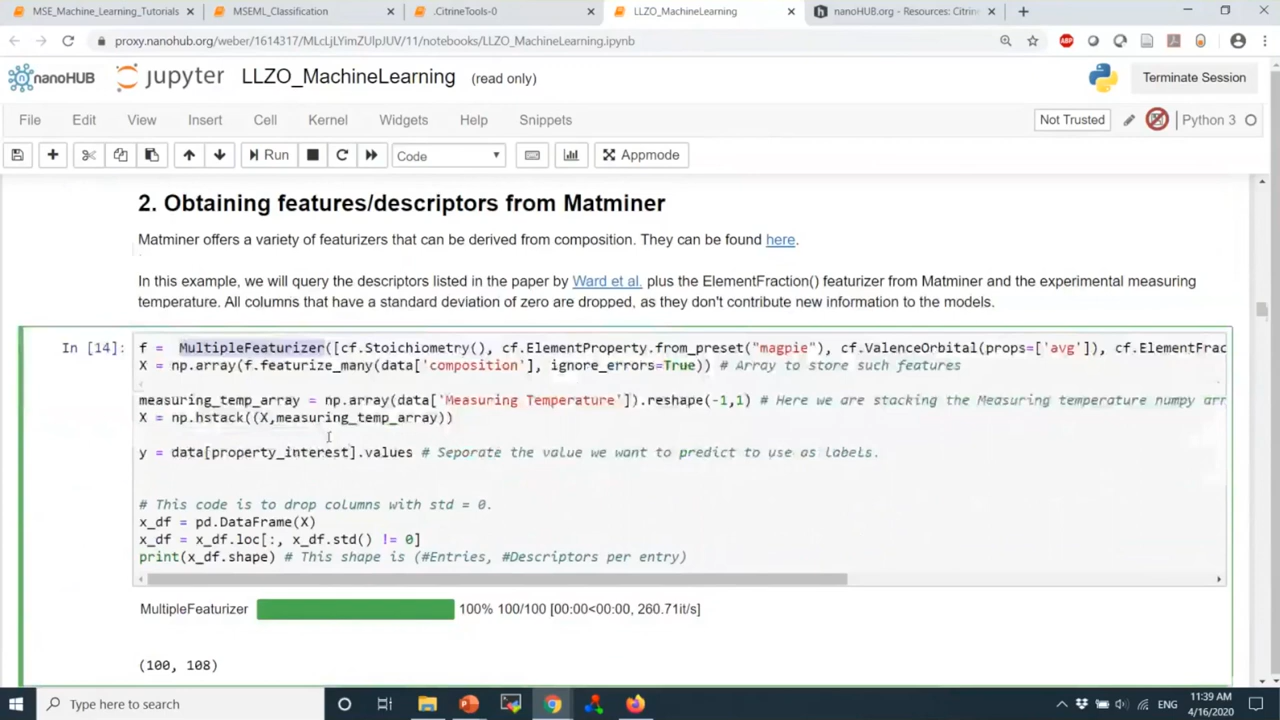 MSE_Machine_Learning_Tutorials
MSEML_Classification
.CitrineTools-0
LLZO_MachineLearning
nanoHUB.org - Resources: Citrin
proxy.nanohub.org/weber/1614317/MLcLjLYimZUlpJUV/11/notebooks/LLZO_MachineLearning.ipynb
ABP
nanoHUB jupyter LLZO_MachineLearning (read only)
Terminate Session
File Edit View Insert Cell Kernel Widgets Help Snippets
Not Trusted
Python 3
Run
Code
Appmode
2. Obtaining features/descriptors from Matminer
Matminer offers a variety of featurizers that can be derived from composition. They can be found here.
In this example, we will query the descriptors listed in the paper by Ward et al. plus the ElementFraction() featurizer from Matminer and the experimental measuring
temperature. All columns that have a standard deviation of zero are dropped, as they don't contribute new information to the models.
In [14]: f = MultipleFeaturizer([cf.Stoichiometry(), cf.ElementProperty.from_preset("magpie"), cf.ValenceOrbital(props=['avg']), cf.ElementFrac
X = np.array(f.featurize_many(data['composition'], ignore_errors=True)) # Array to store such features
measuring_temp_array = np.array(data['Measuring Temperature']).reshape(-1,1) # Here we are stacking the Measuring temperature numpy arr
X = np.hstack((X,measuring_temp_array))
y = data[property_interest].values # Separate the value we want to predict to use as labels.
# This code is to drop columns with std = 0.
x_df = pd.DataFrame(X)
x_df = x_df.loc[:, x_df.std() != 0]
print(x_df.shape) # This shape is (#Entries, #Descriptors per entry)
MultipleFeaturizer 100% 100/100 [00:00<00:00, 260.71it/s]
(100, 108)
Type here to search
ENG
11:39 AM
4/16/2020